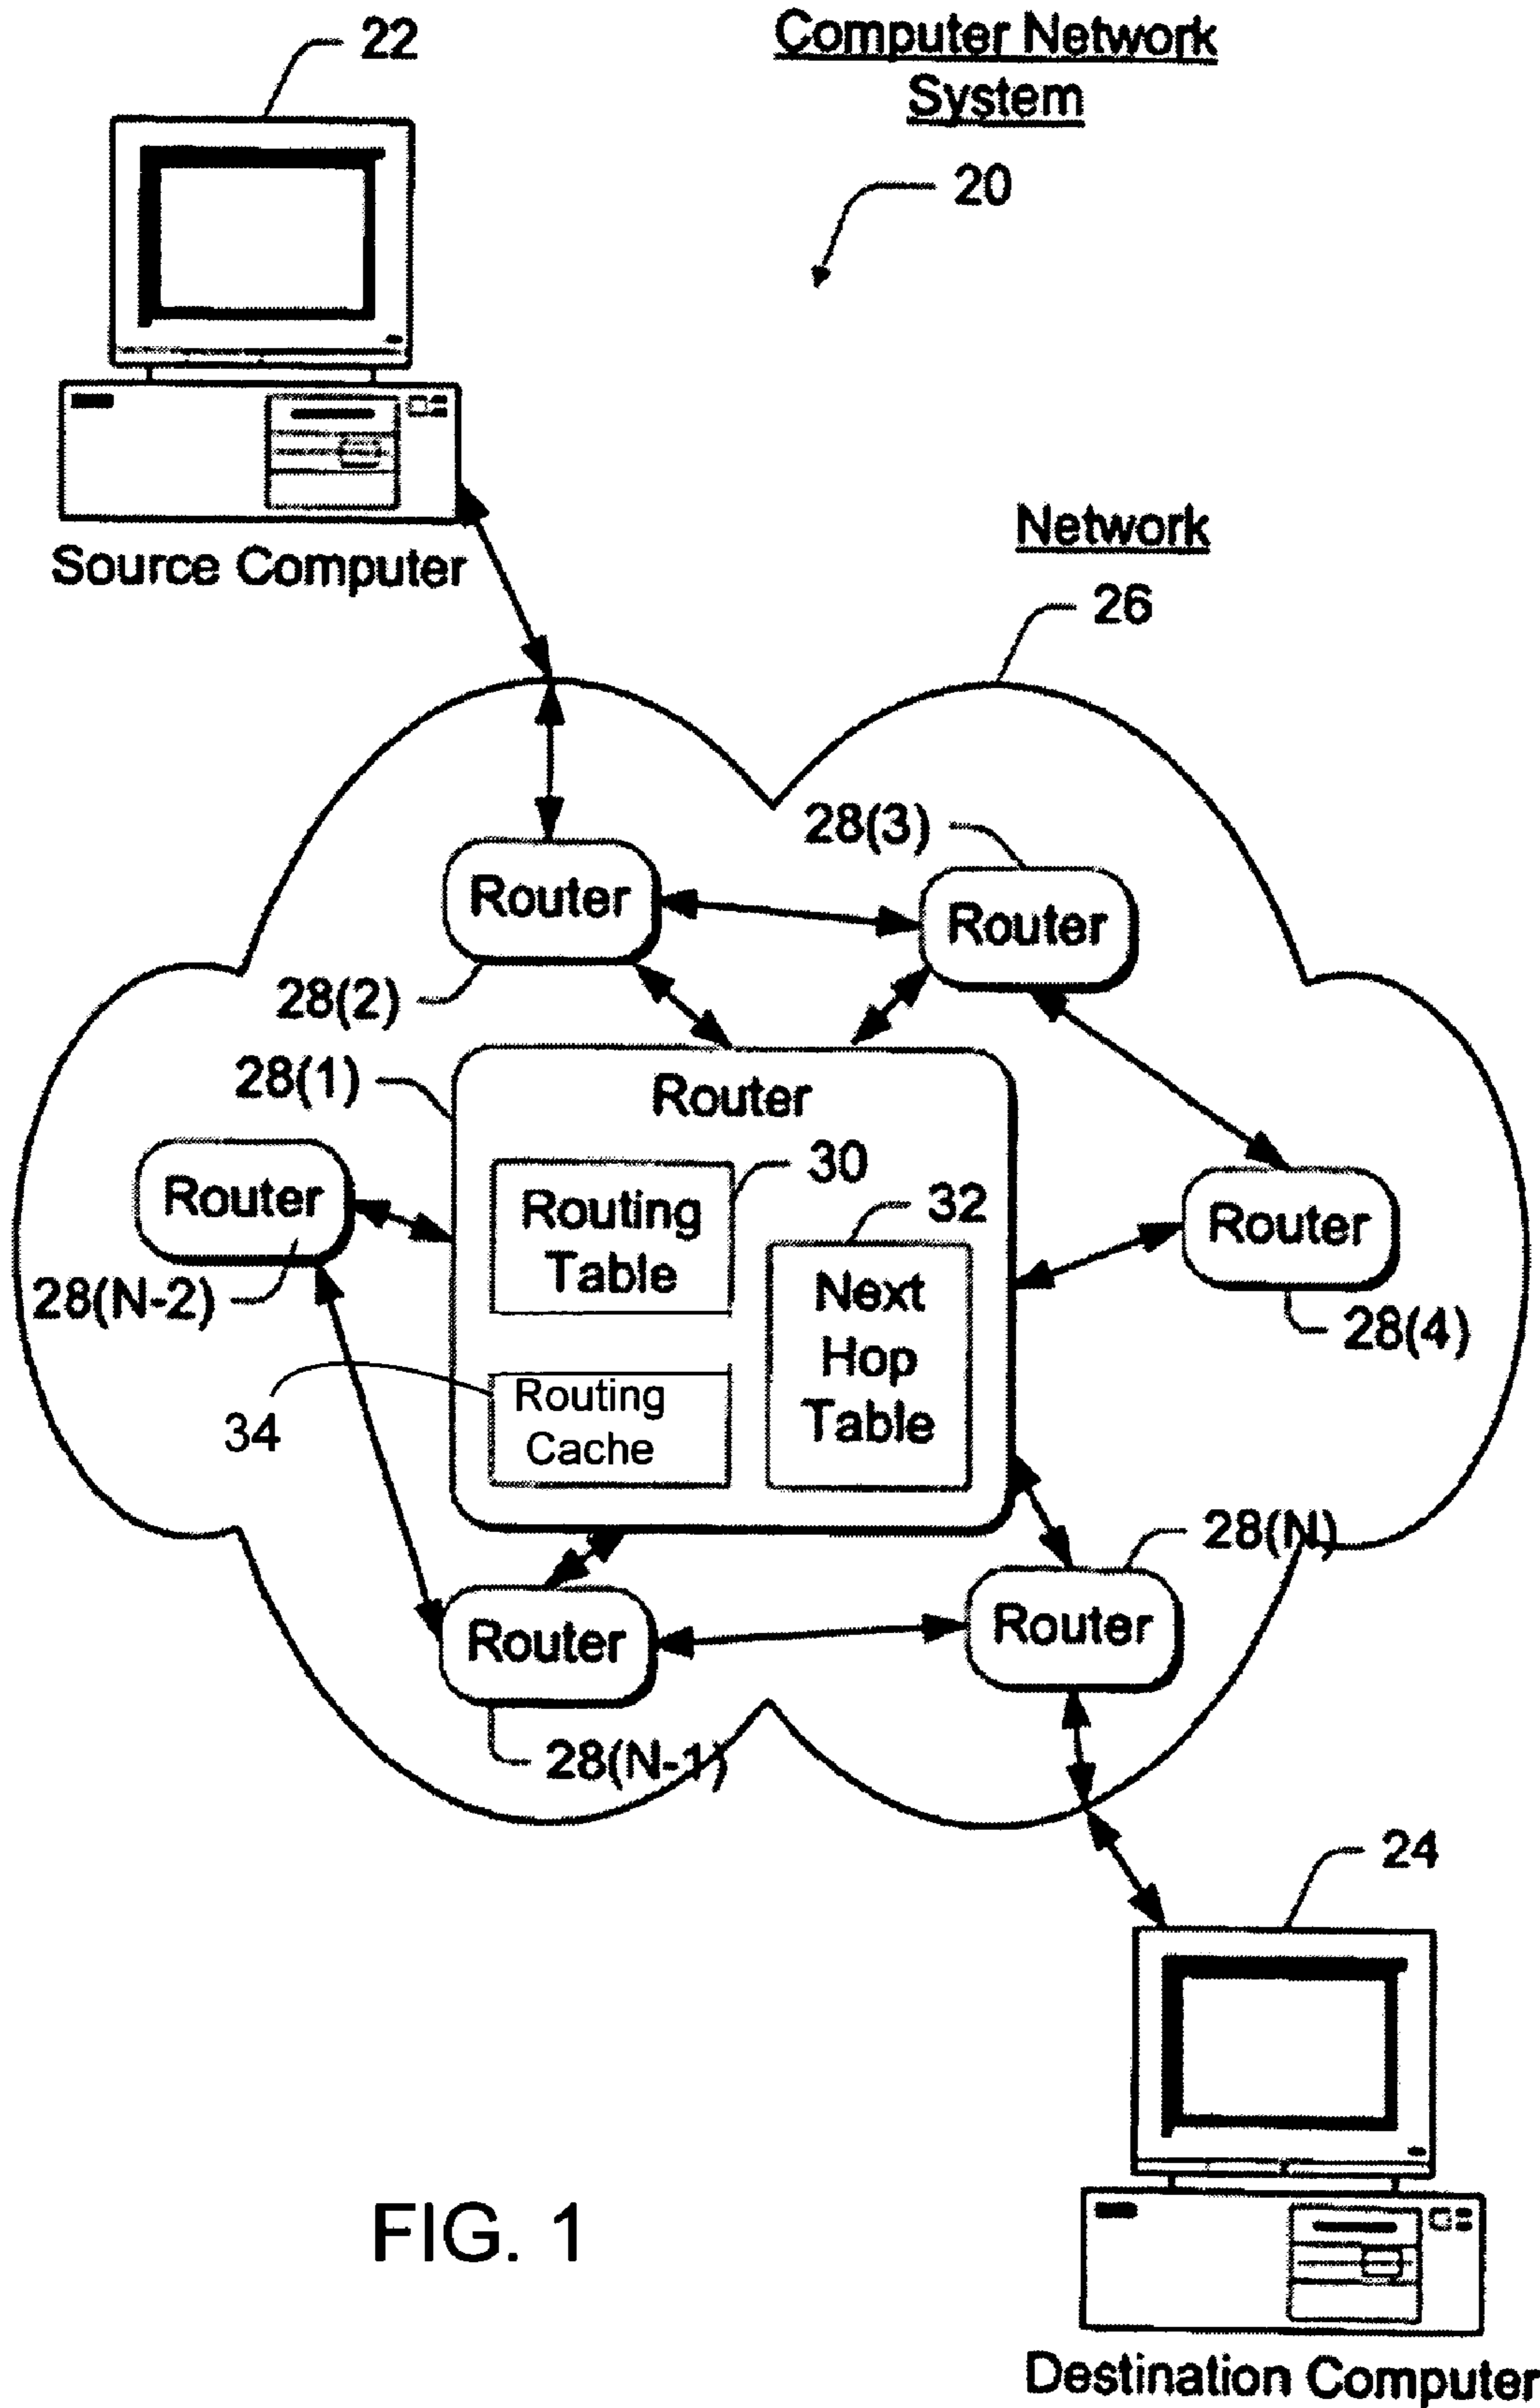 22
Computer Network
System
20
Source Computer
Network
26
28(3)
Router
Router
28(2)
28(1)
Router
Router
30
Routing
Table
32
Next
Hop
Table
Router
28(N-2)
28(4)
34
Routing
Cache
28(N)
Router
Router
28(N-1)
24
FIG. 1
Destination Computer